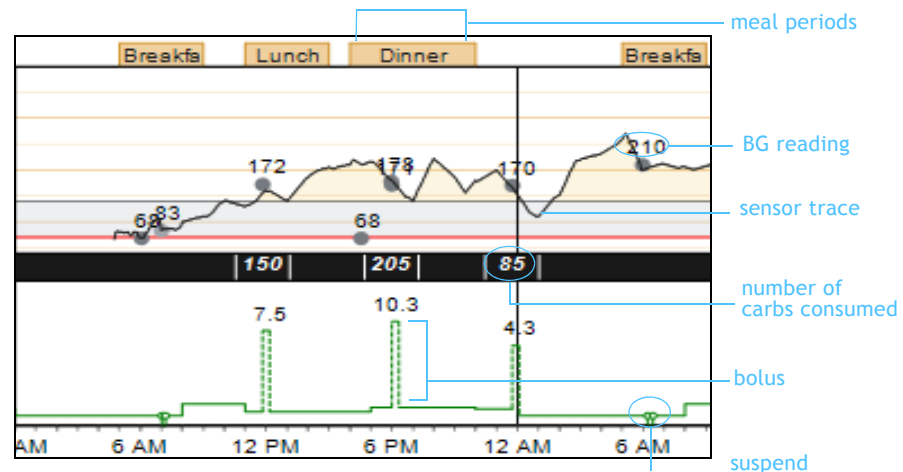 meal periods
Breakfa Lunch Dinner Breakfa
BG reading
210
172 178 170
sensor trace
68 83 68
150 205 85
number of
carbs consumed
7.5 10.3 4.3
bolus
AM 6 AM 12 PM 6 PM 12 AM 6 AM
suspend